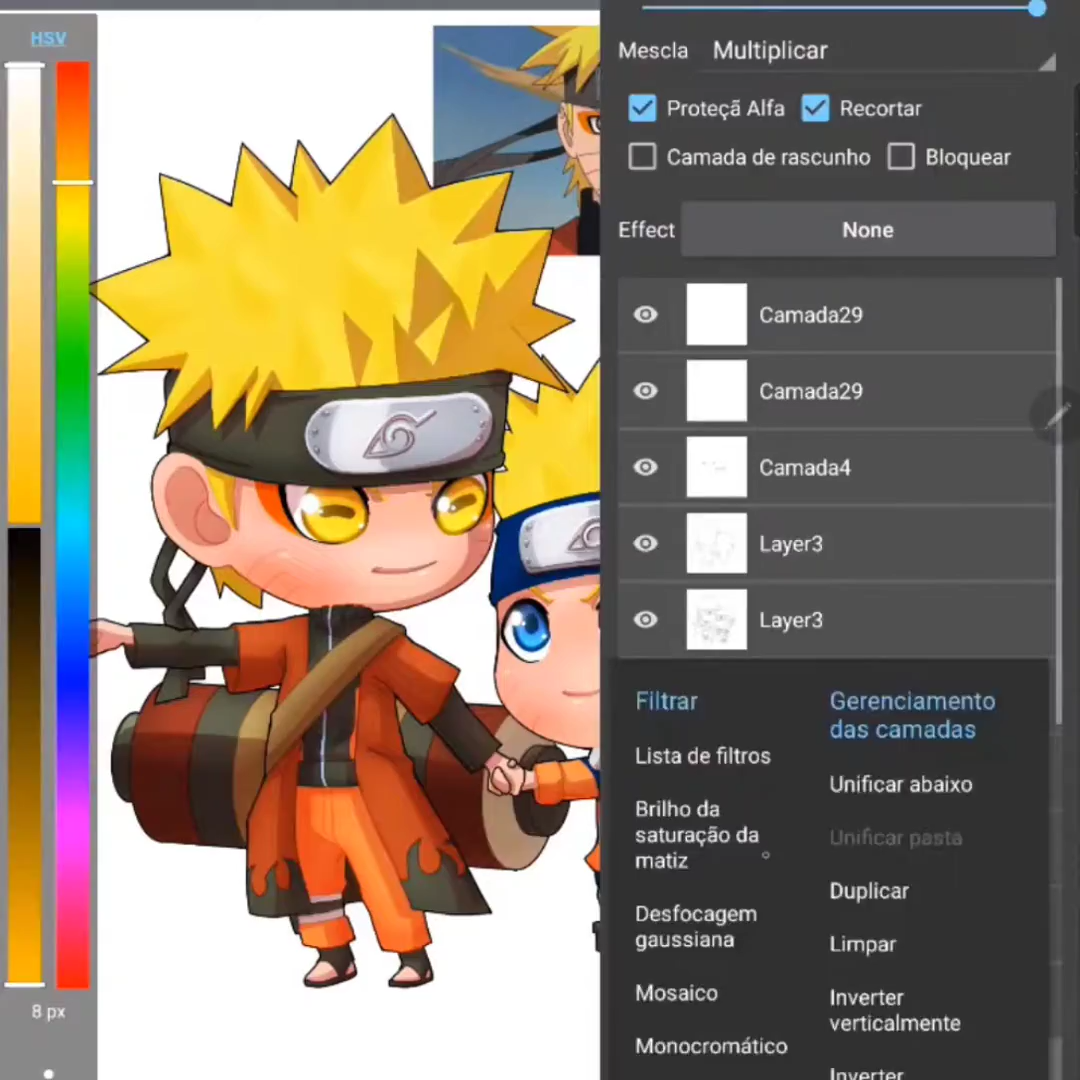 HSV
Mescla Multiplicar
Proteçã Alfa Recortar
Camada de rascunho Bloquear
Effect None
Camada29
Camada29
Camada4
Layer3
Layer3
Filtrar
Lista de filtros
Brilho da
saturação da
matiz
Desfocagem
gaussiana
Mosaico
Monocromático
Gerenciamento
das camadas
Unificar abaixo
Unificar pasta
Duplicar
Limpar
Inverter
verticalmente
Inverter
8 px